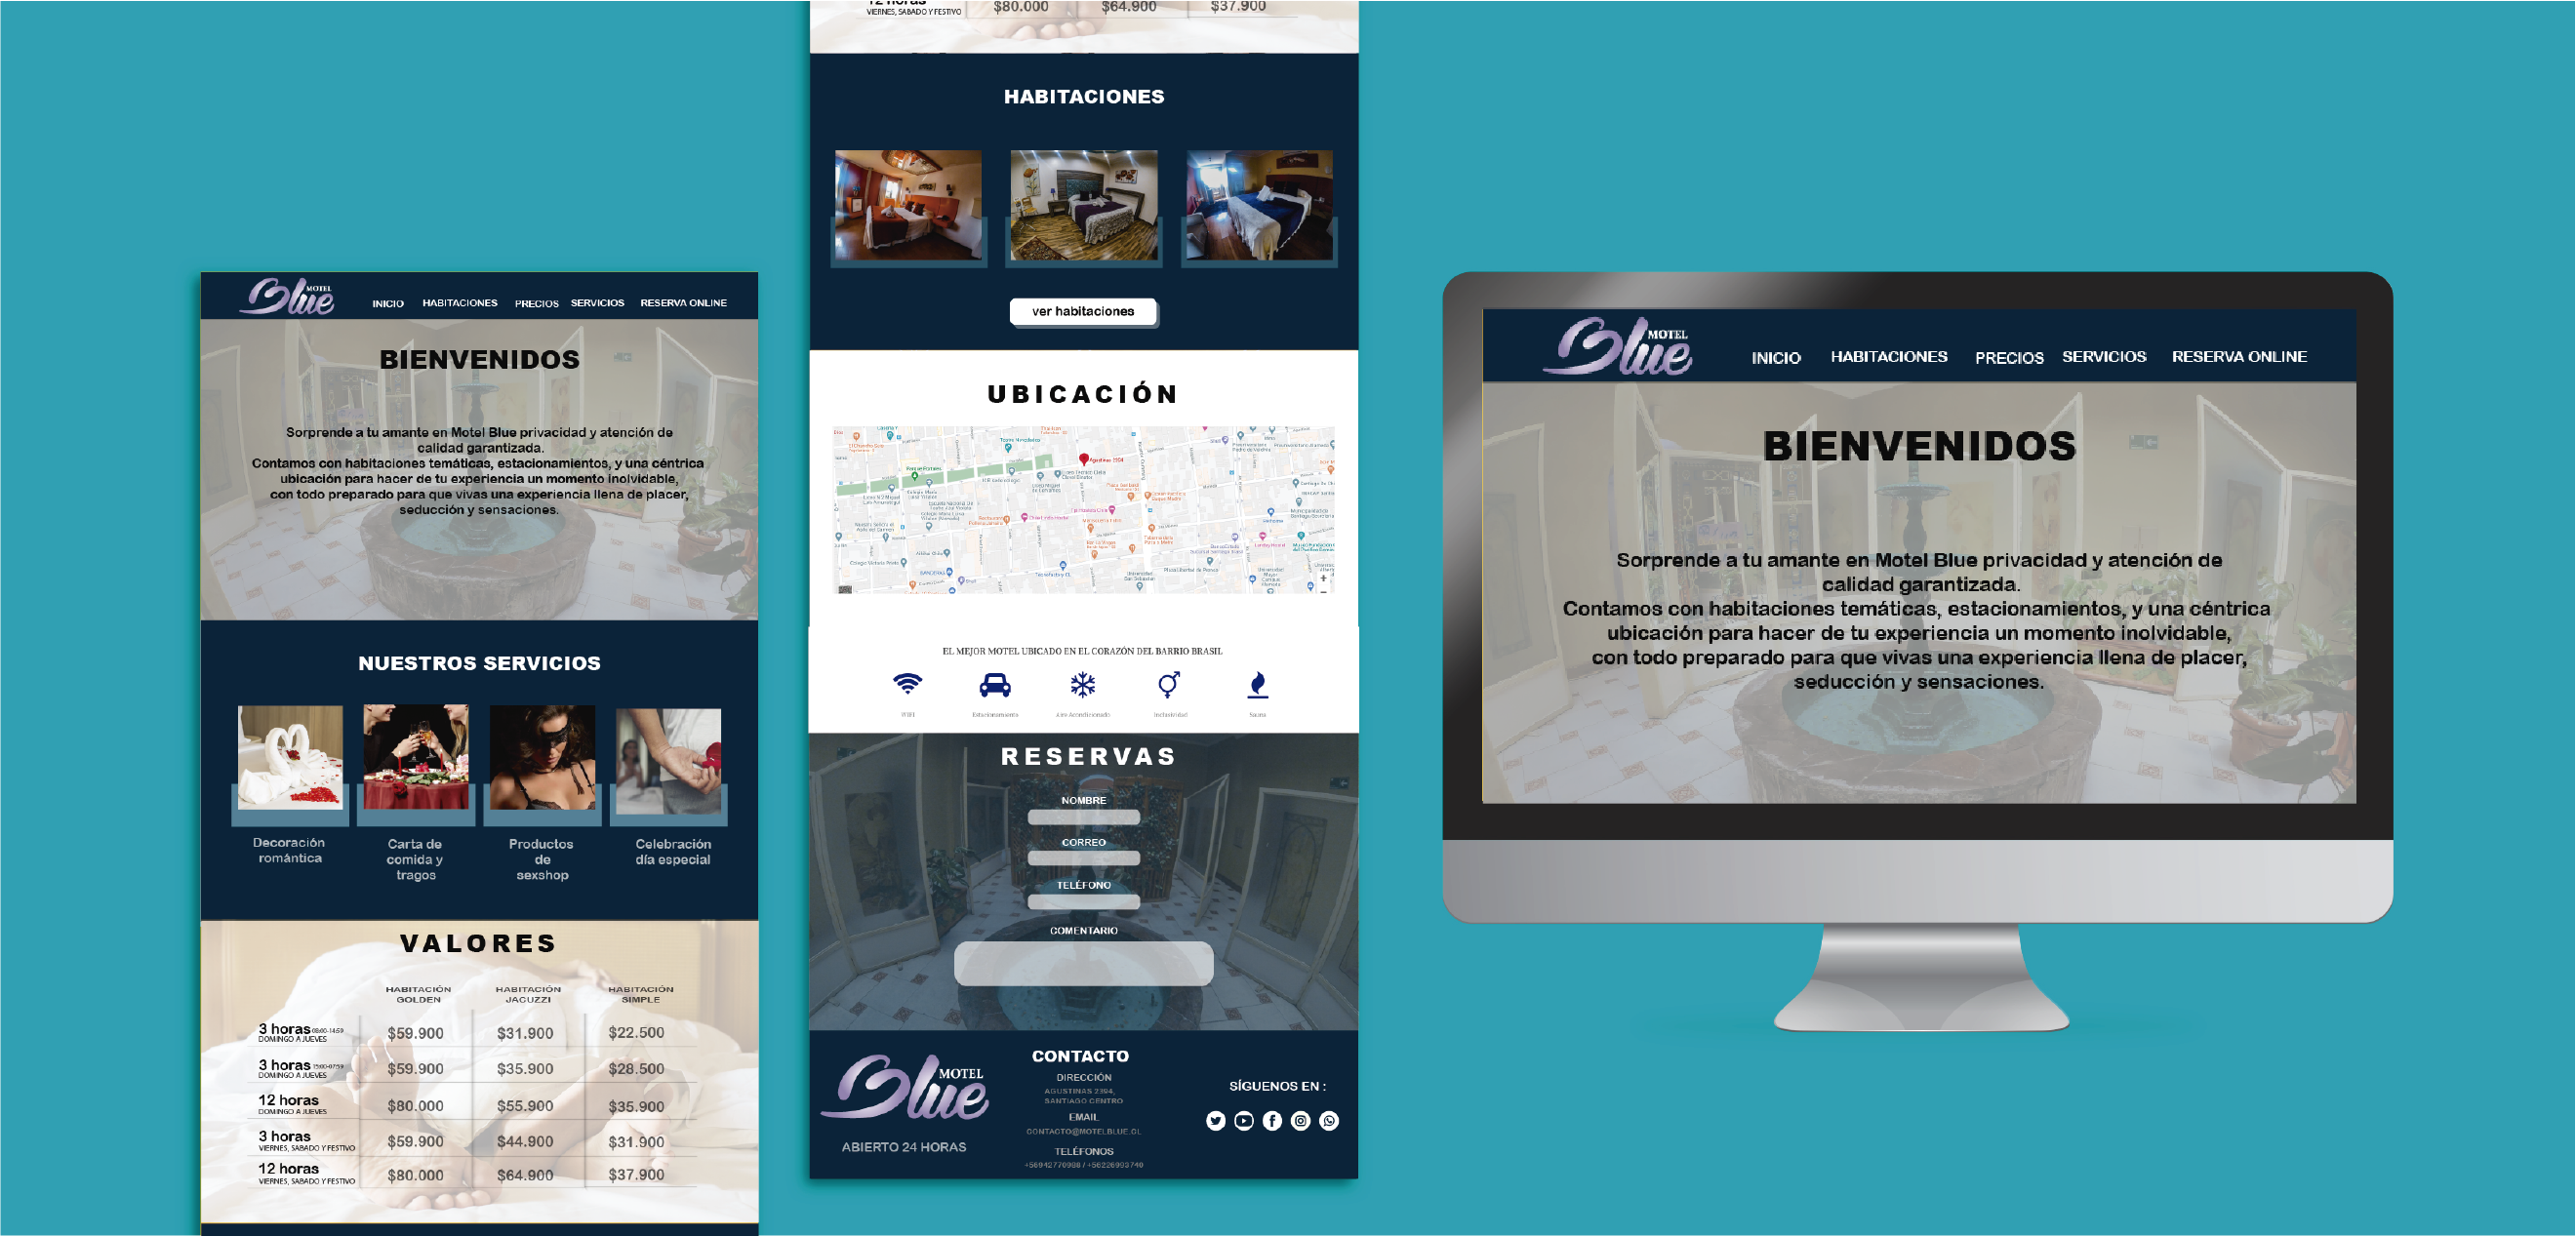 Blue MOTEL
INICIO HABITACIONES PRECIOS SERVICIOS RESERVA ONLINE
BIENVENIDOS
Sorprende a tu amante en Motel Blue privacidad y atención de
calidad garantizada.
Contamos con habitaciones temáticas, estacionamientos, y una céntrica
ubicación para hacer de tu experiencia un momento inolvidable,
con todo preparado para que vivas una experiencia llena de placer,
seducción y sensaciones.
NUESTROS SERVICIOS
Decoración
romántica
Carta de
comida y
tragos
Productos
de
sexshop
Celebración
día especial
VALORES
HABITACIÓN
GOLDEN
HABITACIÓN
JACUZZI
HABITACIÓN
SIMPLE
3 horas 08:00-14:59
DOMINGO A JUEVES
$59.900 $31.900 $22.500
3 horas 15:00-07:59
DOMINGO A JUEVES
$59.900 $35.900 $28.500
12 horas
DOMINGO A JUEVES
$80.000 $55.900 $35.900
3 horas
VIERNES, SABADO Y FESTIVO
$59.900 $44.900 $31.900
12 horas
VIERNES, SABADO Y FESTIVO
$80.000 $64.900 $37.900
12 horas
VIERNES, SABADO Y FESTIVO
$80.000 $64.900 $37.900
HABITACIONES
ver habitaciones
UBICACIÓN
EL MEJOR MOTEL UBICADO EN EL CORAZÓN DEL BARRIO BRASIL
WIFI Estacionamiento Aire Acondicionado Inclusividad Sauna
RESERVAS
NOMBRE
CORREO
TELÉFONO
COMENTARIO
Blue MOTEL
ABIERTO 24 HORAS
CONTACTO
DIRECCIÓN
AGUSTINAS 2394,
SANTIAGO CENTRO
EMAIL
CONTACTO@MOTELBLUE.CL
TELÉFONOS
+56942770988 / +56226993740
SÍGUENOS EN :
Blue MOTEL
INICIO HABITACIONES PRECIOS SERVICIOS RESERVA ONLINE
BIENVENIDOS
Sorprende a tu amante en Motel Blue privacidad y atención de
calidad garantizada.
Contamos con habitaciones temáticas, estacionamientos, y una céntrica
ubicación para hacer de tu experiencia un momento inolvidable,
con todo preparado para que vivas una experiencia llena de placer,
seducción y sensaciones.